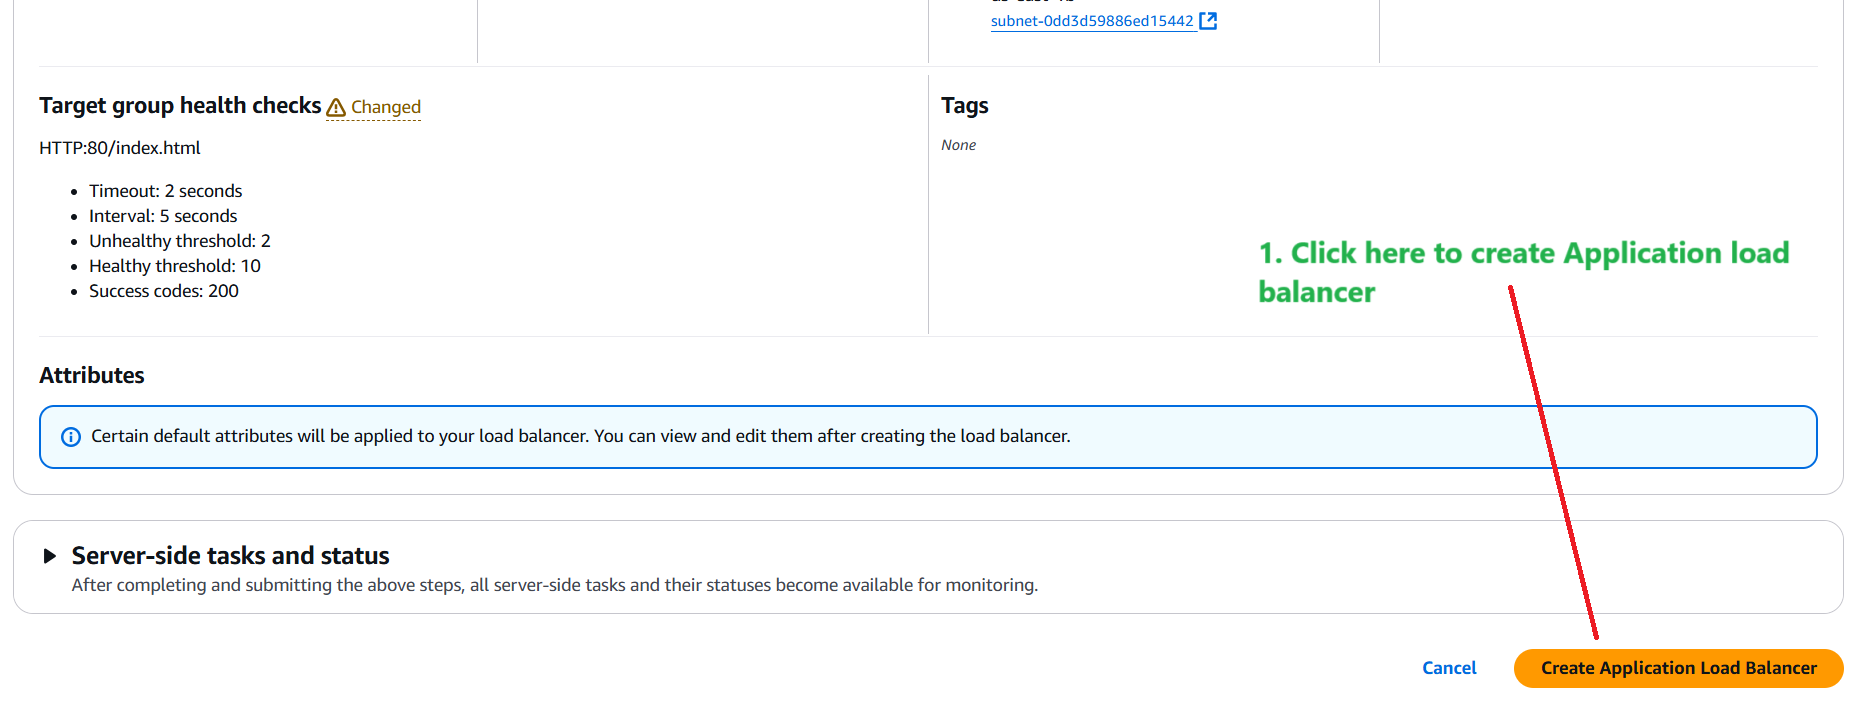 subnet-0dd3d59886ed15442
Target group health checks Changed
HTTP:80/index.html
Timeout: 2 seconds
Interval: 5 seconds
Unhealthy threshold: 2
Healthy threshold: 10
Success codes: 200
Tags
None
1. Click here to create Application load
balancer
Attributes
Certain default attributes will be applied to your load balancer. You can view and edit them after creating the load balancer.
Server-side tasks and status
After completing and submitting the above steps, all server-side tasks and their statuses become available for monitoring.
Cancel
Create Application Load Balancer